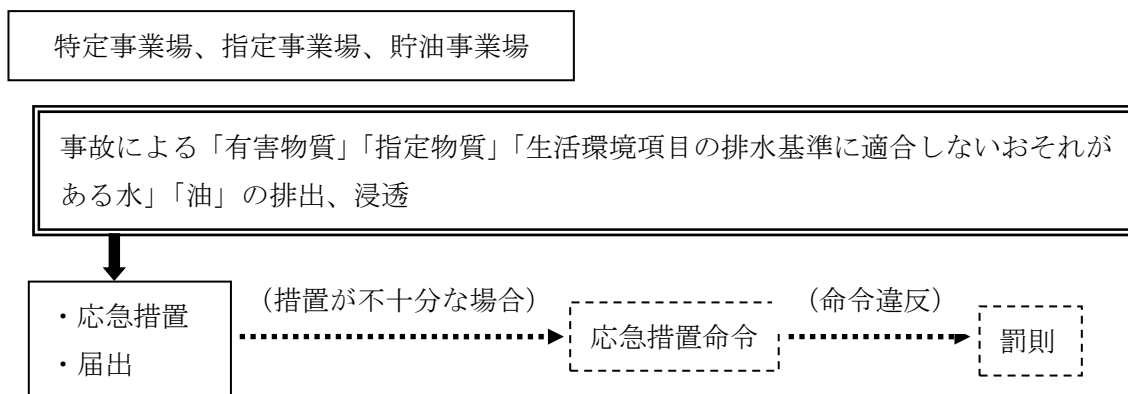 特定事業場、指定事業場、貯油事業場
事故による「有害物質」「指定物質」「生活環境項目の排水基準に適合しないおそれが
ある水」「油」の排出、浸透
・応急措置
・届出
（措置が不十分な場合）
応急措置命令
（命令違反）
罰則